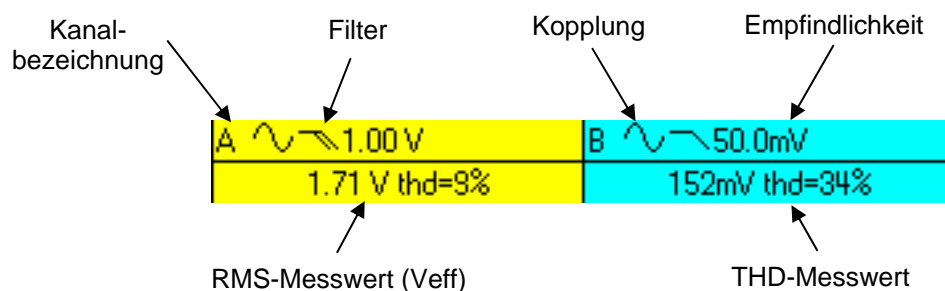 Kanal-
bezeichnung
Filter
Kopplung
Empfindlichkeit
A 1.00 V
B 50.0mV
1.71 V thd=9%
152mV thd=34%
RMS-Messwert (Veff)
THD-Messwert